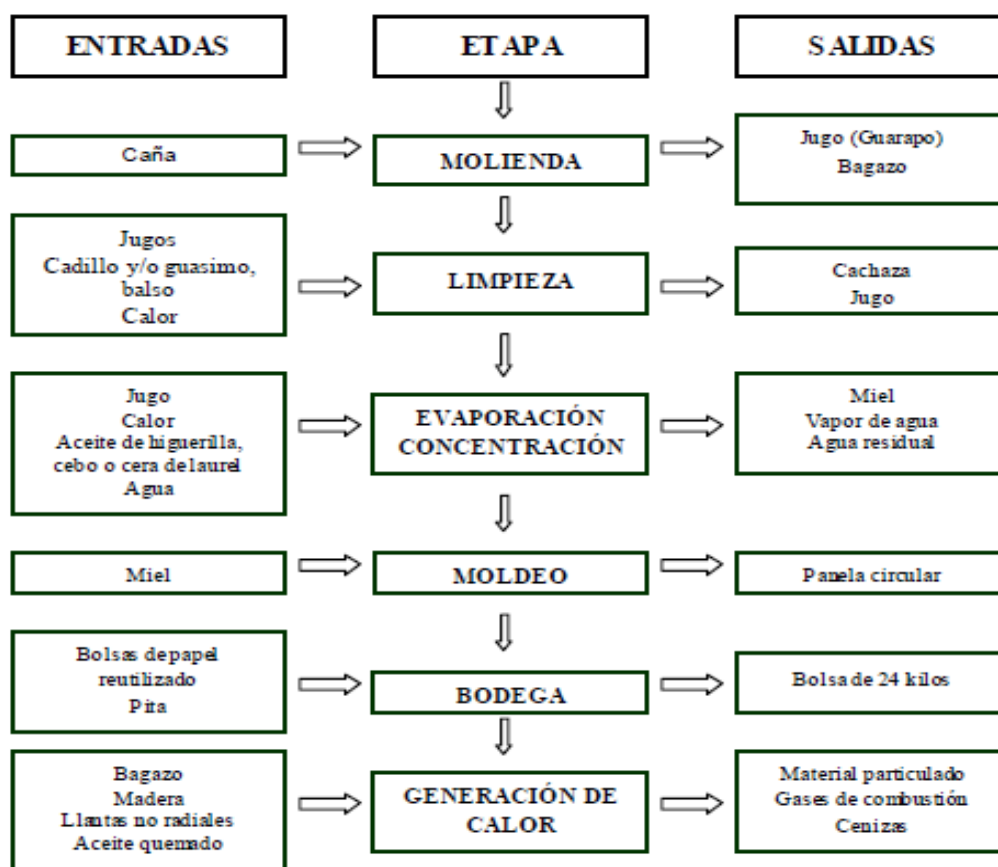 ENTRADAS
ETAPA
SALIDAS
Caña
MOLIENDA
Jugo (Guarapo)
Bagazo
Jugos
Cadillo y/o guasimo,
balso
Calor
LIMPIEZA
Cachaza
Jugo
Jugo
Calor
Aceite de higuerilla,
cebo o cera de laurel
Agua
EVAPORACIÓN
CONCENTRACIÓN
Miel
Vapor de agua
Agua residual
Miel
MOLDEO
Panela circular
Bolsas de papel
reutilizado
Pita
BODEGA
Bolsa de 24 kilos
Bagazo
Madera
Llantas no radiales
Aceite quemado
GENERACIÓN DE
CALOR
Material particulado
Gases de combustión
Cenizas